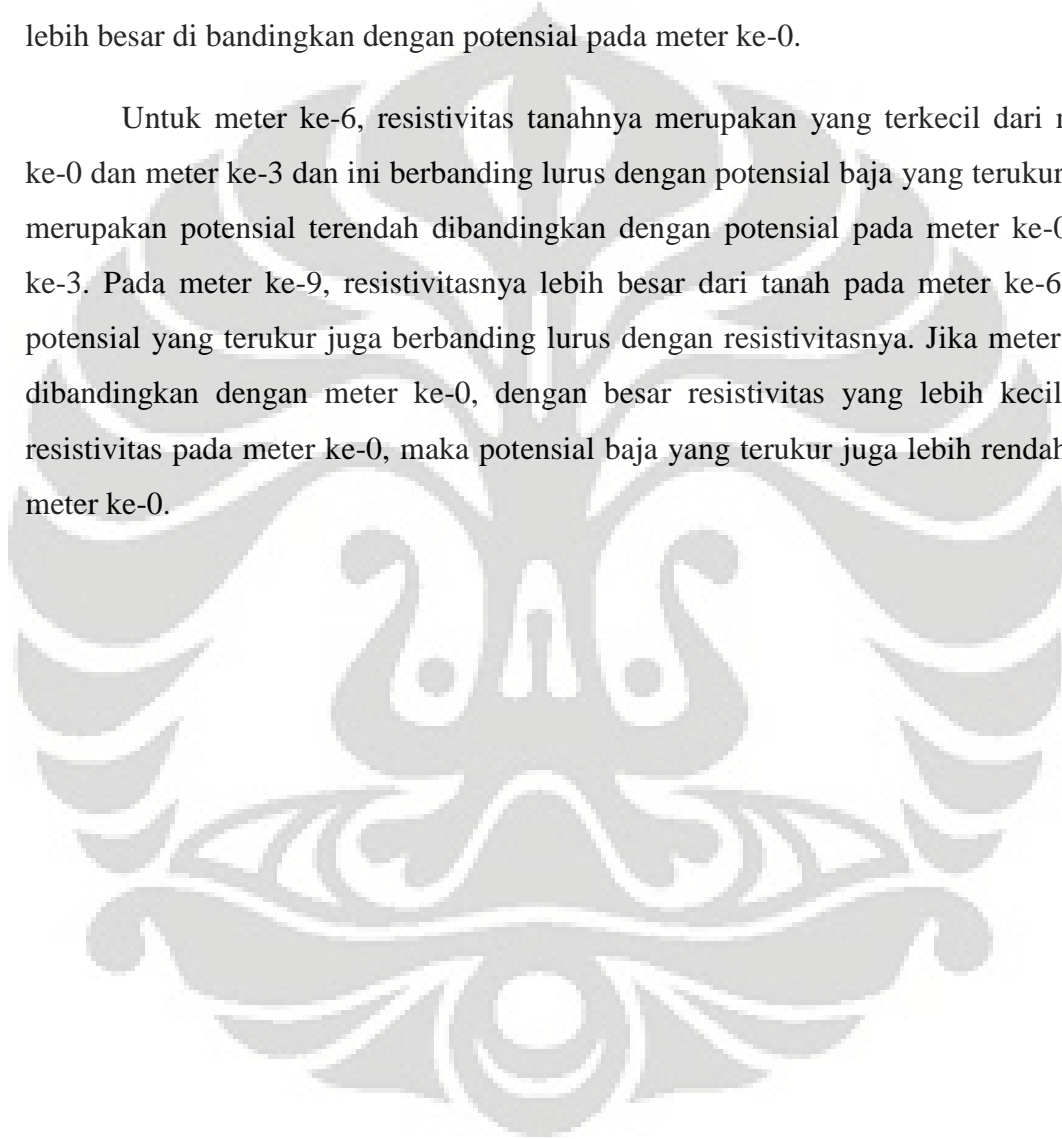 lebih besar di bandingkan dengan potensial pada meter ke-0.
Untuk meter ke-6, resistivitas tanahnya merupakan yang terkecil dari
ke-0 dan meter ke-3 dan ini berbanding lurus dengan potensial baja yang terukur
merupakan potensial terendah dibandingkan dengan potensial pada meter ke-0
ke-3. Pada meter ke-9, resistivitasnya lebih besar dari tanah pada meter ke-6
potensial yang terukur juga berbanding lurus dengan resistivitasnya. Jika meter
dibandingkan dengan meter ke-0, dengan besar resistivitas yang lebih kecil
resistivitas pada meter ke-0, maka potensial baja yang terukur juga lebih rendah
meter ke-0.